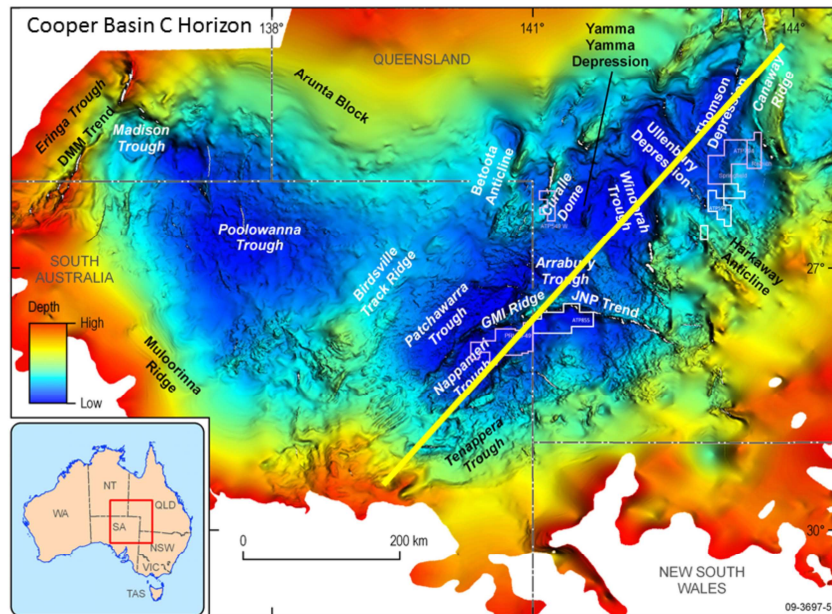 Cooper Basin C Horizon
138°
141°
144°
QUEENSLAND
Yamma
Yamma
Depression
Arunta Block
Eringa Trough
DMM Trend
Madison
Trough
Betoota
Anticline
Curalle
Dome
Thomson
Depression
Canaway
Ridge
Ullenbury
Depression
Windorah
Trough
Poolowanna
Trough
SOUTH
AUSTRALIA
Birdsville
Track Ridge
Arrabury
Trough
27°
Harkaway
Anticline
Patchawarra
Trough
GMI Ridge
JNP Trend
ATP855
Nappamerri
Trough
Muloorinna
Ridge
Tenappera
Trough
Depth
High
Low
30°
0
200 km
NEW SOUTH
WALES
NT
QLD
WA
SA
NSW
VIC
TAS
09-3697-5